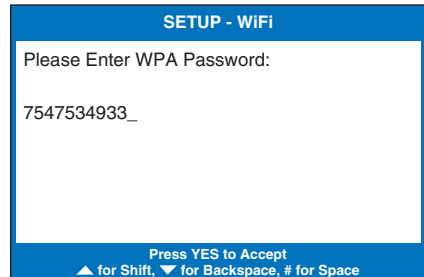 SETUP - WiFi
Please Enter WPA Password:
7547534933_
Press YES to Accept
▲ for Shift, ▼ for Backspace, # for Space